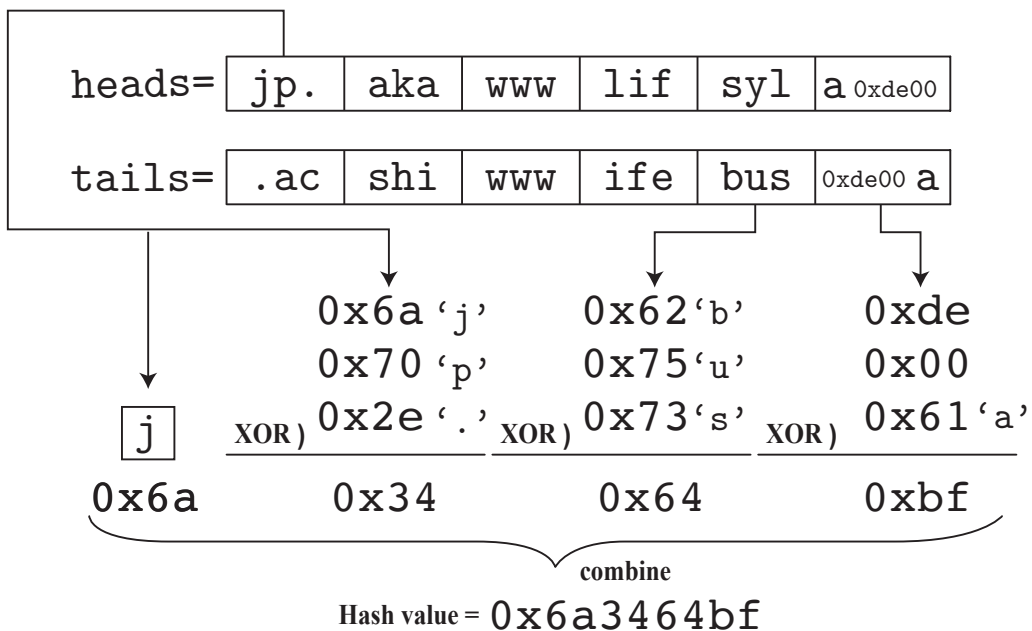 heads= jp. aka www lif syl a 0xde00
tails= .ac shi www ife bus 0xde00 a
0x6a ‘j’ 0x62 ‘b’ 0xde
0x70 ‘p’ 0x75 ‘u’ 0x00
j XOR) 0x2e ‘.’ XOR) 0x73 ‘s’ XOR) 0x61 ‘a’
0x6a 0x34 0x64 0xbf
combine
Hash value = 0x6a3464bf